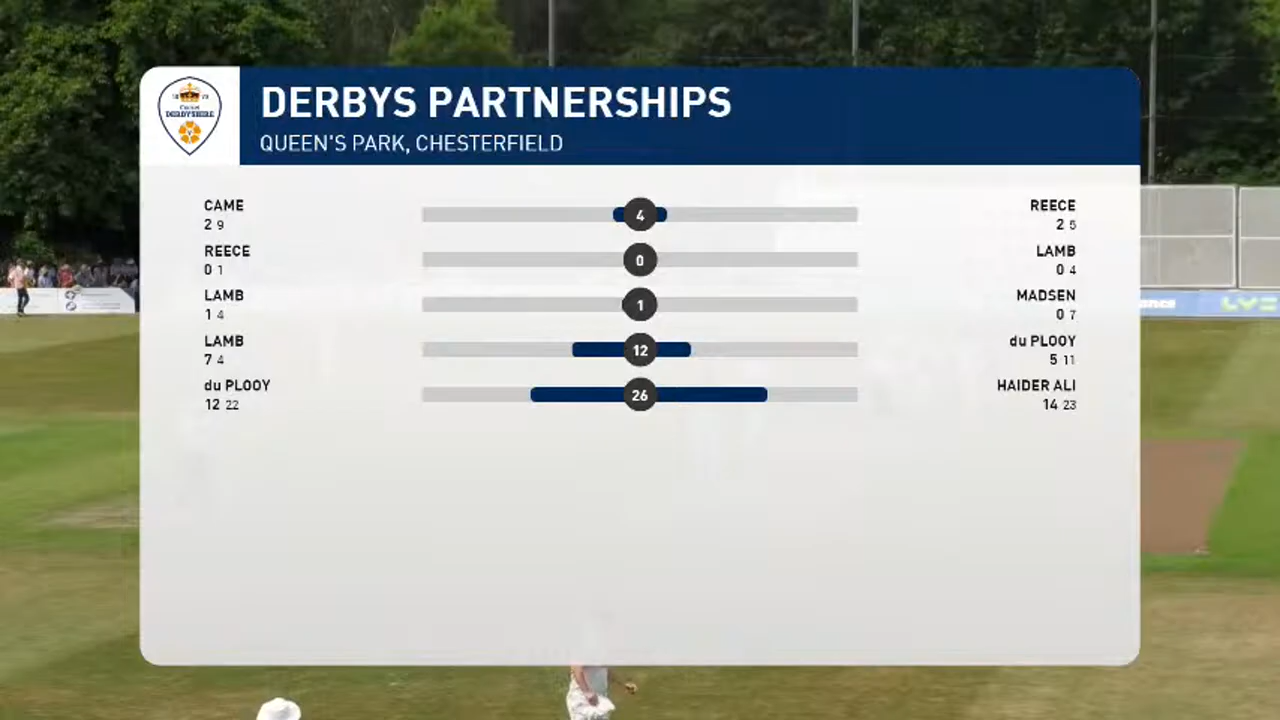 DERBYSHIRE
DERBYS PARTNERSHIPS
QUEEN'S PARK, CHESTERFIELD
CAME 4 REECE
2 9 2 5
REECE 0 LAMB
0 1 0 4
LAMB 1 MADSEN
1 4 0 7
LAMB 12 du PLOOY
7 4 5 11
du PLOOY 26 HAIDER ALI
12 22 14 23